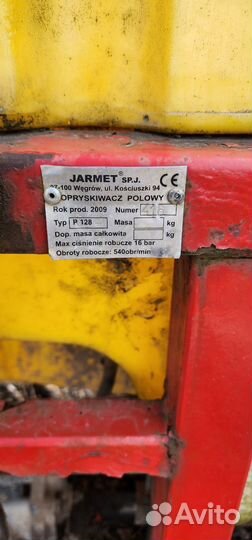 JARMET® SP.J.
07-100 Węgrów, ul. Kościuszki 94
OPRYSKIWACZ POLOWY
Rok prod. 2009 Numer
Typ P 128 Masa kg
Dop. masa całkowita kg
Max ciśnienie robocze 16 bar
Obroty robocze: 540obr/min
CE
Avito